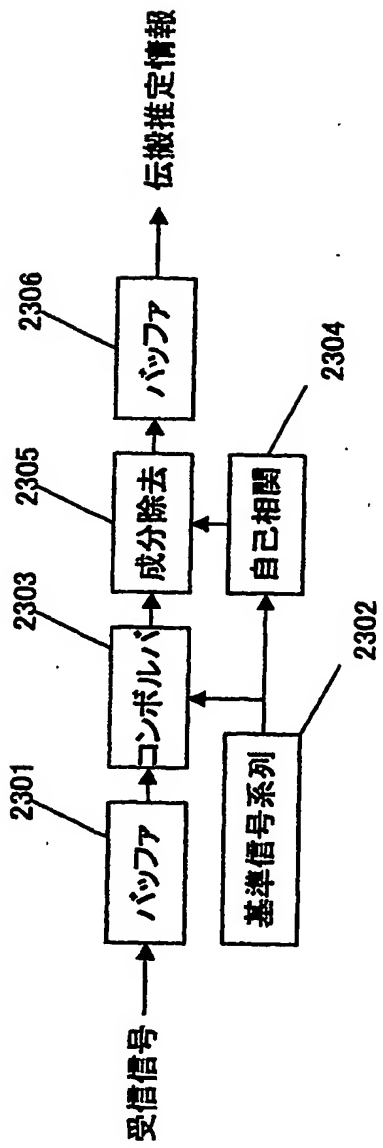 受信信号
2301
バッファ
2303
コンボルバ
2305
成分除去
2306
バッファ
伝搬推定情報
基準信号系列
2302
自己相関
2304